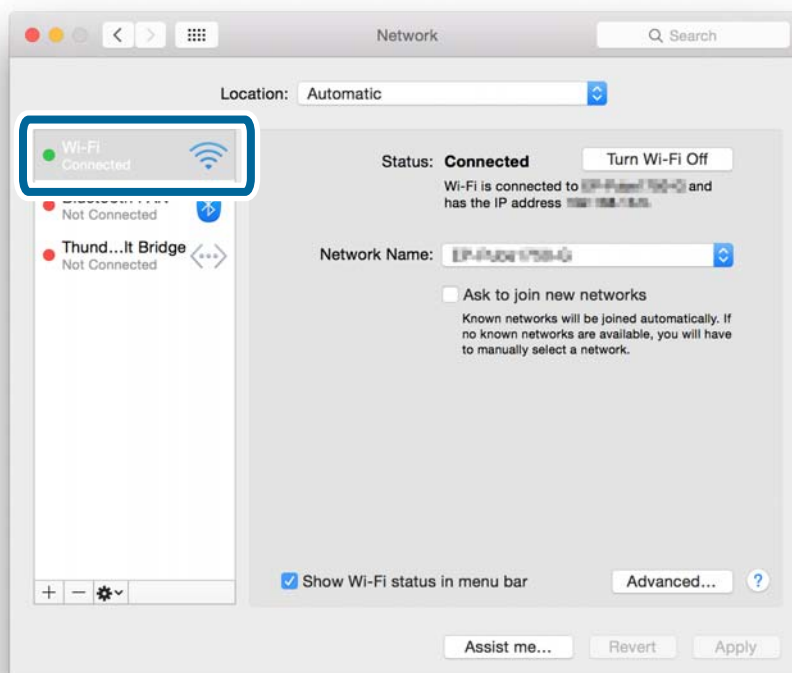 Network
Search
Location: Automatic
Wi-Fi
Connected
Not Connected
Thund...lt Bridge
Not Connected
Status: Connected
Turn Wi-Fi Off
Wi-Fi is connected to and
has the IP address
Network Name:
Ask to join new networks
Known networks will be joined automatically. If
no known networks are available, you will have
to manually select a network.
Show Wi-Fi status in menu bar
Advanced...
?
Assist me...
Revert
Apply